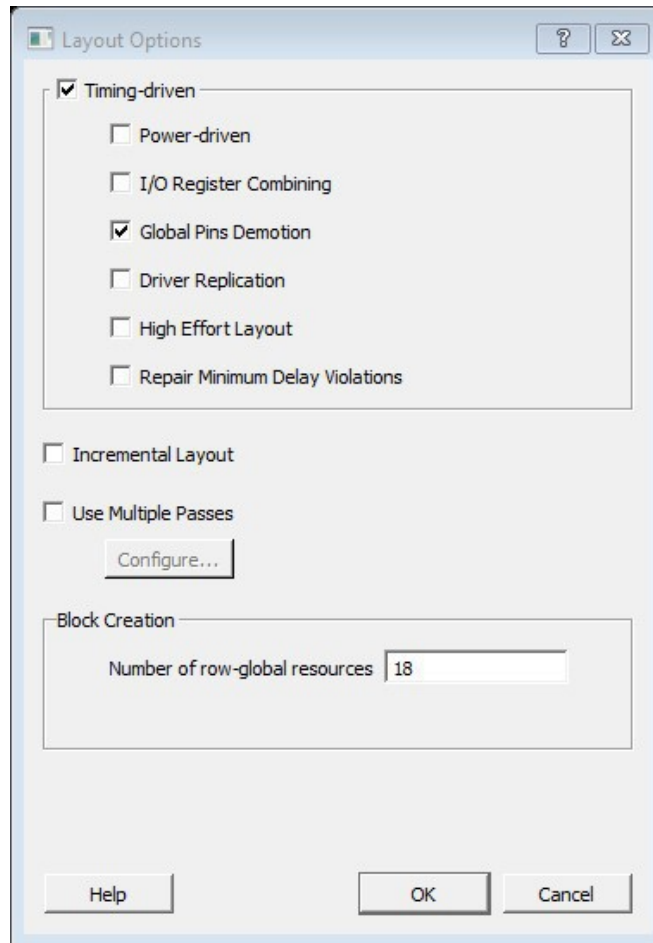 Layout Options
Timing-driven
Power-driven
I/O Register Combining
Global Pins Demotion
Driver Replication
High Effort Layout
Repair Minimum Delay Violations
Incremental Layout
Use Multiple Passes
Configure...
Block Creation
Number of row-global resources 18
Help OK Cancel